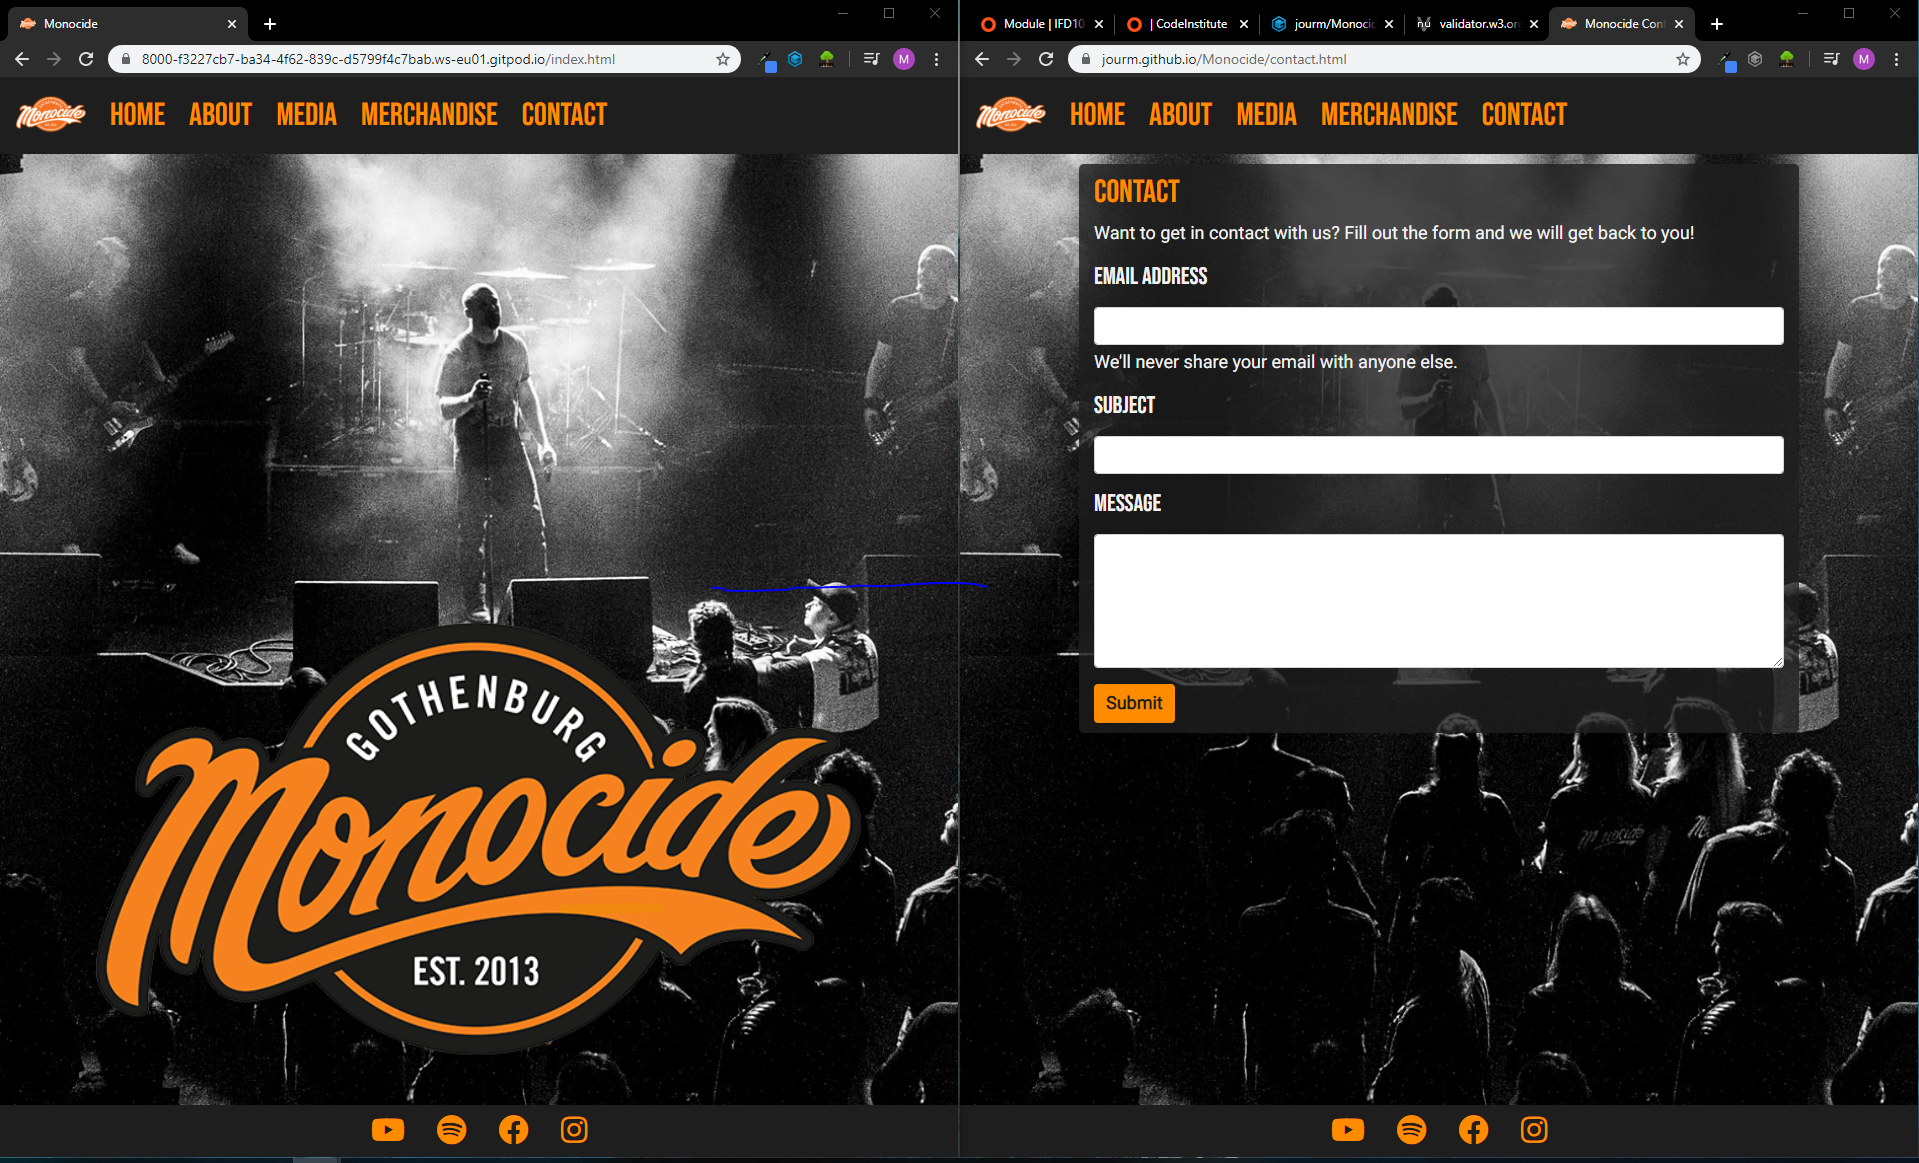 Monocide
8000-f3227cb7-ba34-4f62-839c-d5799f4c7bab.ws-eu01.gitpod.io/index.html
M
Monocide
HOME
ABOUT
MEDIA
MERCHANDISE
CONTACT
GOTHENBURG
Monocide
EST. 2013
Module | IFD10
| CodeInstitute
jourm/Monocid
validator.w3.or
Monocide Con
jourm.github.io/Monocide/contact.html
M
Monocide
HOME
ABOUT
MEDIA
MERCHANDISE
CONTACT
CONTACT
Want to get in contact with us? Fill out the form and we will get back to you!
EMAIL ADDRESS
We'll never share your email with anyone else.
SUBJECT
MESSAGE
Submit